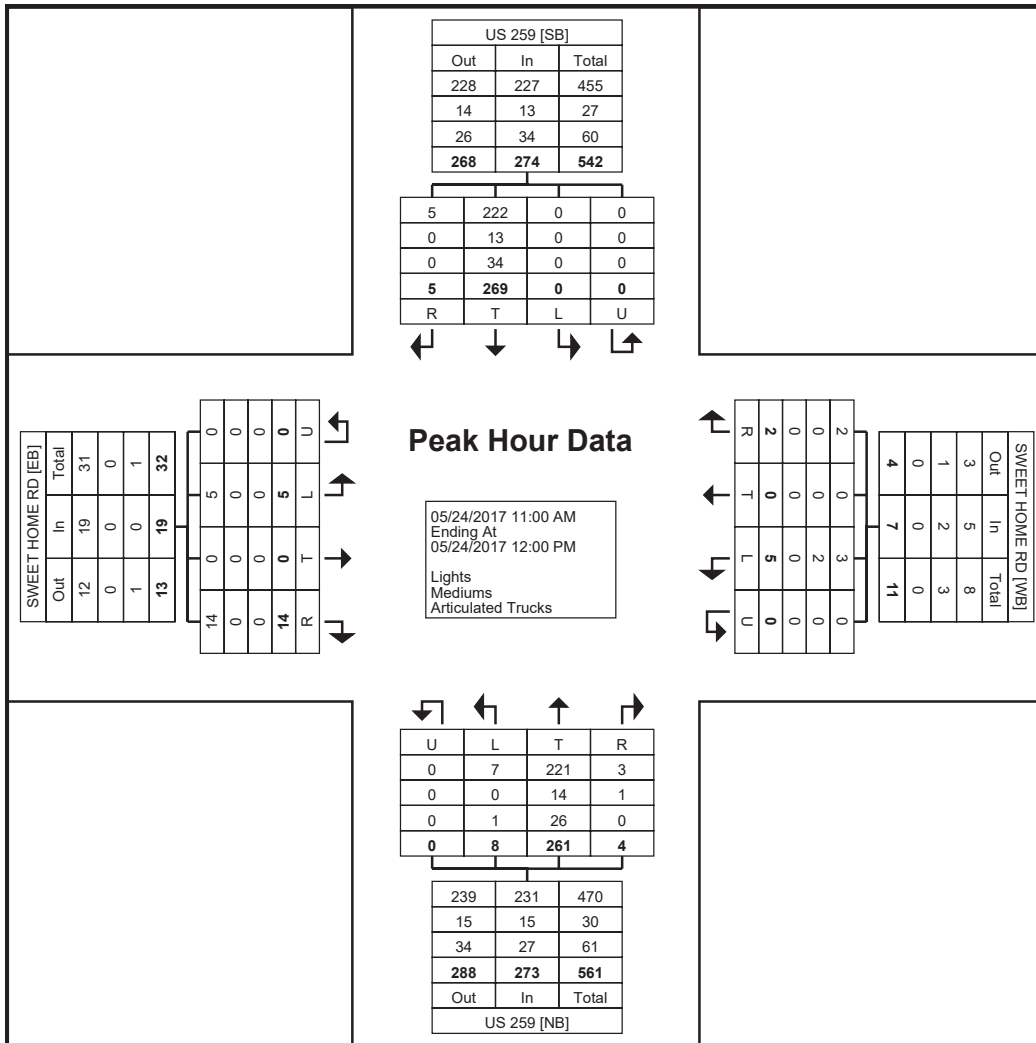 US 259 [SB]
Out In Total
228 227 455
14 13 27
26 34 60
268 274 542
5 222 0 0
0 13 0 0
0 34 0 0
5 269 0 0
R T L U
Peak Hour Data
05/24/2017 11:00 AM
Ending At
05/24/2017 12:00 PM
Lights
Mediums
Articulated Trucks
SWEET HOME RD [EB]
Out In Total
12 19 31
0 0 0
1 0 1
13 19 32
R T L U
14 0 5 0
0 0 0 0
0 0 0 0
14 0 5 0
SWEET HOME RD [WB]
Out In Total
3 5 8
1 2 3
0 0 0
4 7 11
2 0 3 0
0 0 2 0
0 0 0 0
2 0 5 0
R T L U
U L T R
0 7 221 3
0 0 14 1
0 1 26 0
0 8 261 4
239 231 470
15 15 30
34 27 61
288 273 561
Out In Total
US 259 [NB]